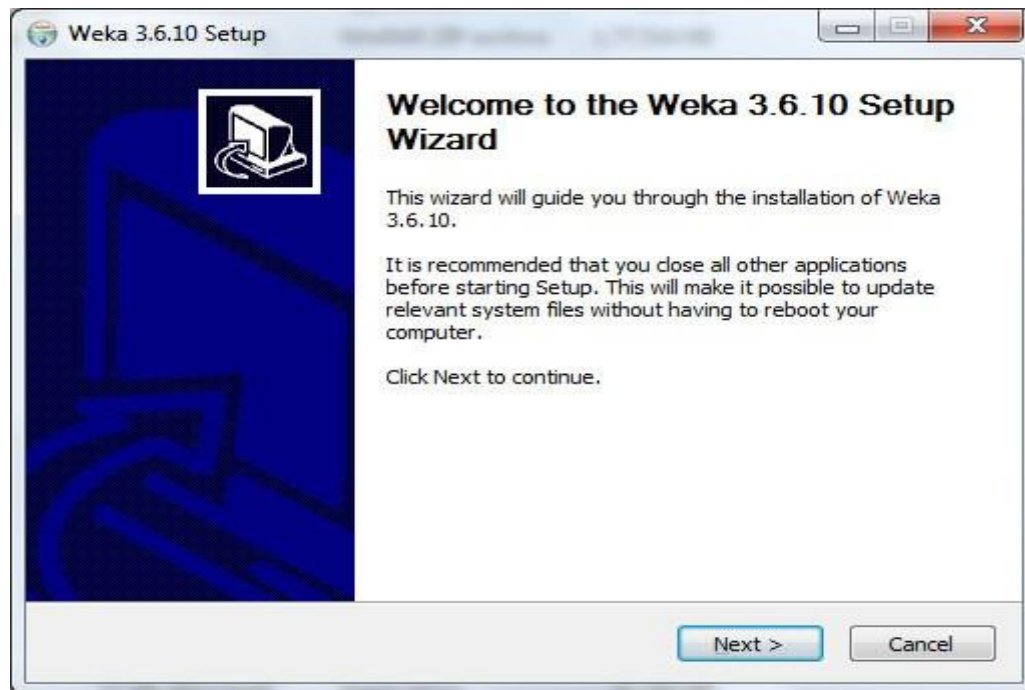 Weka 3.6.10 Setup
Welcome to the Weka 3.6.10 Setup
Wizard
This wizard will guide you through the installation of Weka
3.6.10.
It is recommended that you close all other applications
before starting Setup. This will make it possible to update
relevant system files without having to reboot your
computer.
Click Next to continue.
Next >
Cancel